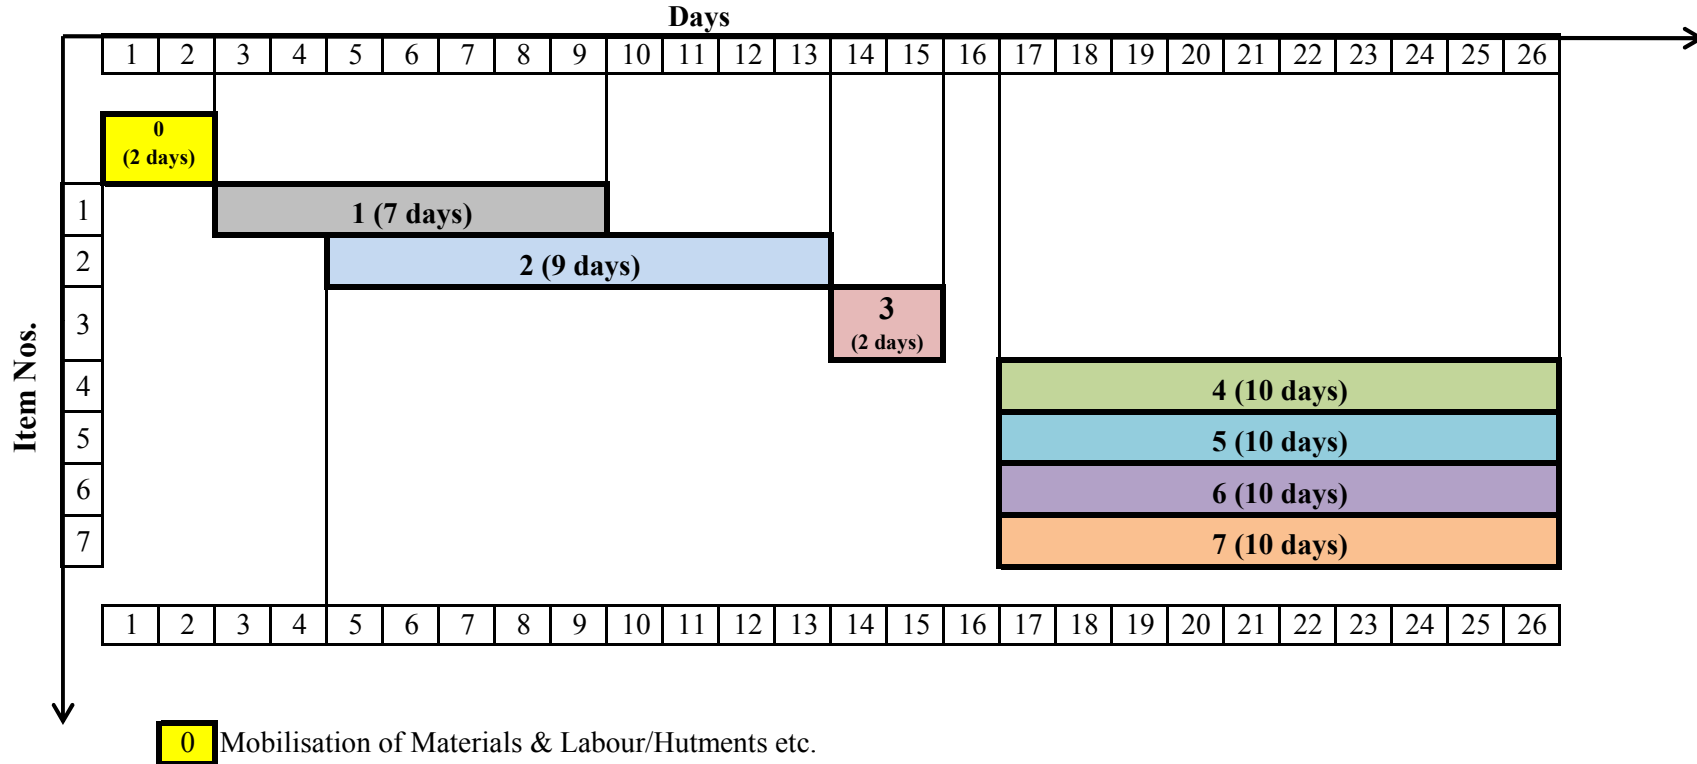 Days
1 2 3 4 5 6 7 8 9 10 11 12 13 14 15 16 17 18 19 20 21 22 23 24 25 26
0
(2 days)
1
1 (7 days)
2
2 (9 days)
3
3
(2 days)
Item Nos.
4
4 (10 days)
5
5 (10 days)
6
6 (10 days)
7
7 (10 days)
1 2 3 4 5 6 7 8 9 10 11 12 13 14 15 16 17 18 19 20 21 22 23 24 25 26
0 Mobilisation of Materials & Labour/Hutments etc.